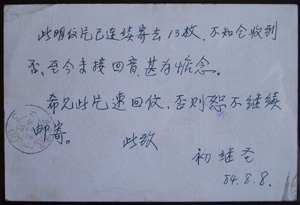 此明信片已连续寄去13枚、不知全收到
否、至今未接回音、甚为惦念。
希见此片速回仪、否则恕不继续
邮寄。
此致
初继圣
84.8.8.